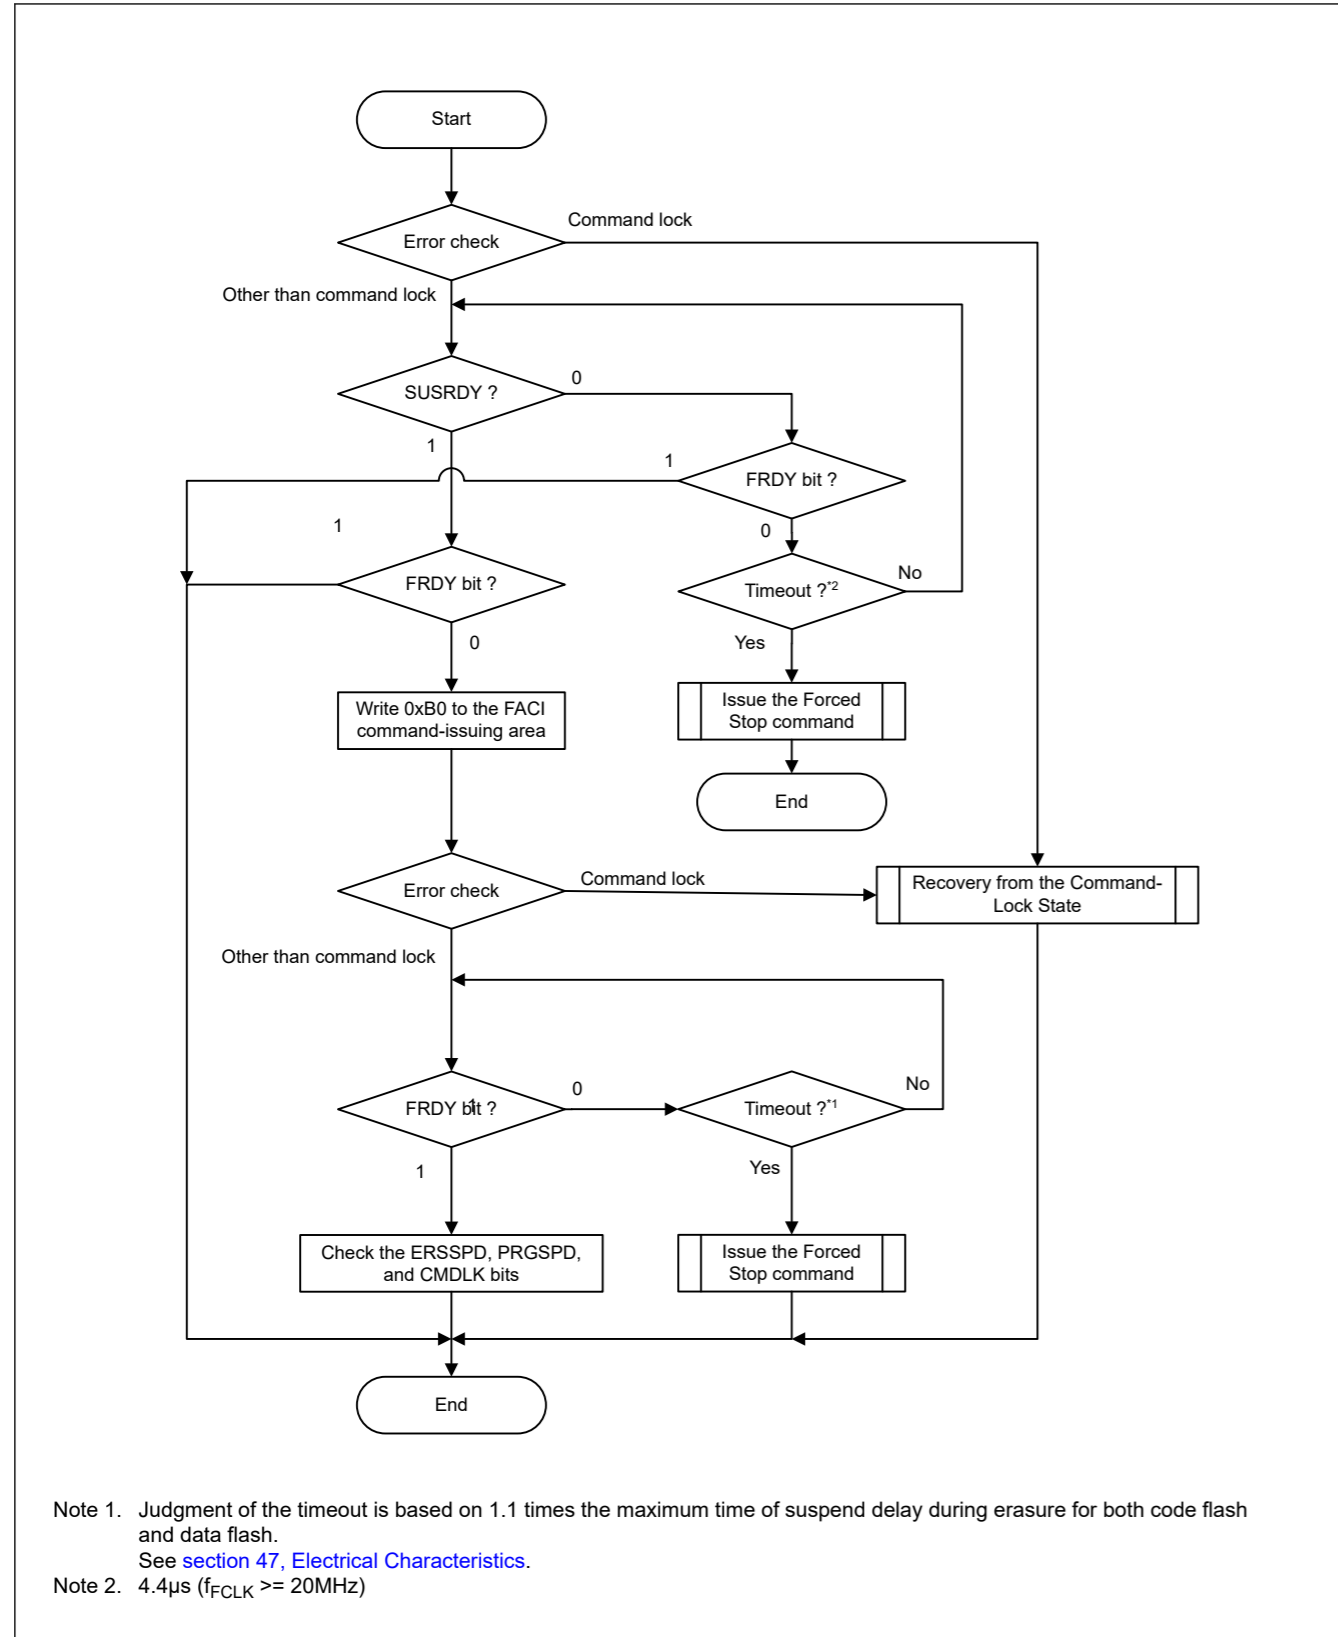 Start
Command lock
Error check
Other than command lock
0
SUSRDY ?
1
1
FRDY bit ?
1
0
FRDY bit ?
Timeout ?*2
No
0
Yes
Write 0xB0 to the FACI
command-issuing area
Issue the Forced
Stop command
End
Error check
Command lock
Recovery from the Command-
Lock State
Other than command lock
FRDY bit ?
1
0
Timeout ?*1
No
1
Yes
Check the ERSSPD, PRGSPD,
and CMDLK bits
Issue the Forced
Stop command
End
Note 1. Judgment of the timeout is based on 1.1 times the maximum time of suspend delay during erasure for both code flash
and data flash.
See section 47, Electrical Characteristics.
Note 2. 4.4µs (fFCLK >= 20MHz)